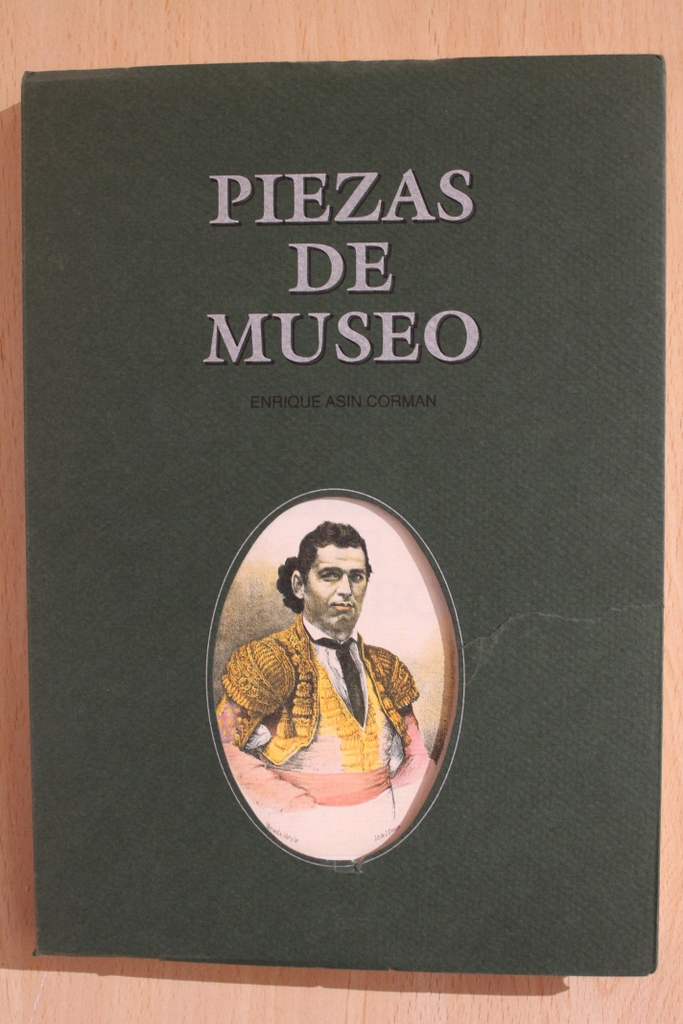 PIEZAS
DE
MUSEO
ENRIQUE ASIN CORMAN